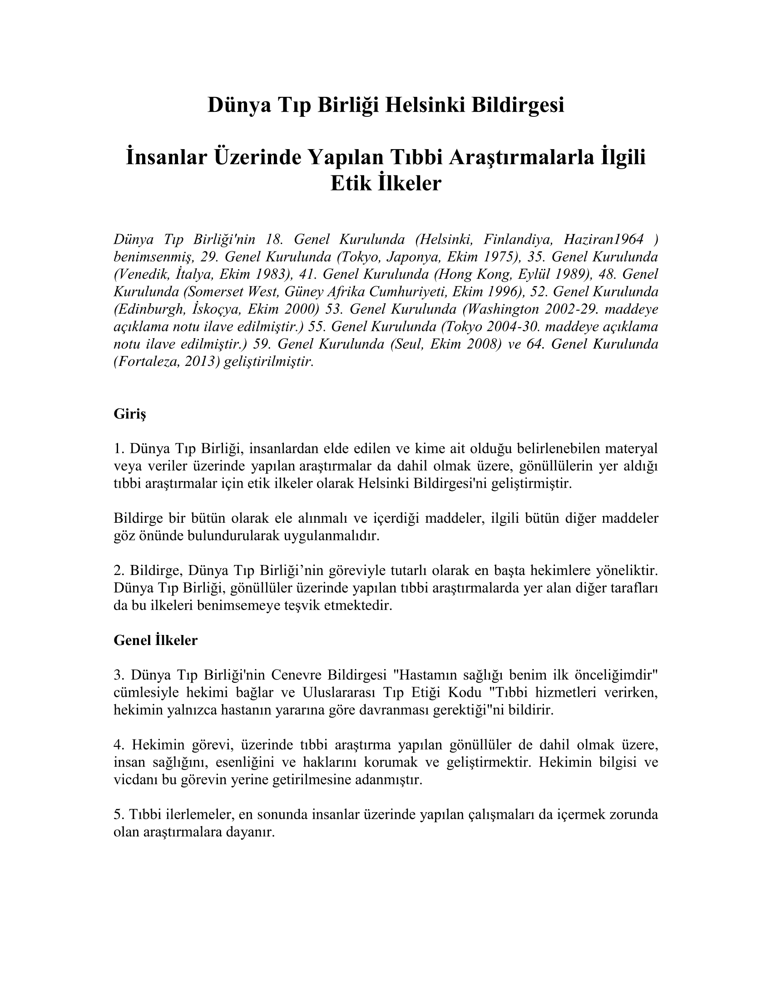 Dünya Tıp Birliği Helsinki Bildirgesi
İnsanlar Üzerinde Yapılan Tıbbi Araştırmalarla İlgili
Etik İlkeler
Dünya Tıp Birliği'nin 18. Genel Kurulunda (Helsinki, Finlandiya, Haziran1964 )
benimsenmiş, 29. Genel Kurulunda (Tokyo, Japonya, Ekim 1975), 35. Genel Kurulunda
(Venedik, İtalya, Ekim 1983), 41. Genel Kurulunda (Hong Kong, Eylül 1989), 48. Genel
Kurulunda (Somerset West, Güney Afrika Cumhuriyeti, Ekim 1996), 52. Genel Kurulunda
(Edinburgh, İskoçya, Ekim 2000) 53. Genel Kurulunda (Washington 2002-29. maddeye
açıklama notu ilave edilmiştir.) 55. Genel Kurulunda (Tokyo 2004-30. maddeye açıklama
notu ilave edilmiştir.) 59. Genel Kurulunda (Seul, Ekim 2008) ve 64. Genel Kurulunda
(Fortaleza, 2013) geliştirilmiştir.
Giriş
1. Dünya Tıp Birliği, insanlardan elde edilen ve kime ait olduğu belirlenebilen materyal
veya veriler üzerinde yapılan araştırmalar da dahil olmak üzere, gönüllülerin yer aldığı
tıbbi araştırmalar için etik ilkeler olarak Helsinki Bildirgesi'ni geliştirmiştir.
Bildirge bir bütün olarak ele alınmalı ve içerdiği maddeler, ilgili bütün diğer maddeler
göz önünde bulundurularak uygulanmalıdır.
2. Bildirge, Dünya Tıp Birliği’nin göreviyle tutarlı olarak en başta hekimlere yöneliktir.
Dünya Tıp Birliği, gönüllüler üzerinde yapılan tıbbi araştırmalarda yer alan diğer tarafları
da bu ilkeleri benimsemeye teşvik etmektedir.
Genel İlkeler
3. Dünya Tıp Birliği'nin Cenevre Bildirgesi "Hastamın sağlığı benim ilk önceliğimdir"
cümlesiyle hekimi bağlar ve Uluslararası Tıp Etiği Kodu "Tıbbi hizmetleri verirken,
hekimin yalnızca hastanın yararına göre davranması gerektiği"ni bildirir.
4. Hekimin görevi, üzerinde tıbbi araştırma yapılan gönüllüler de dahil olmak üzere,
insan sağlığını, esenliğini ve haklarını korumak ve geliştirmektir. Hekimin bilgisi ve
vicdanı bu görevin yerine getirilmesine adanmıştır.
5. Tıbbi ilerlemeler, en sonunda insanlar üzerinde yapılan çalışmaları da içermek zorunda
olan araştırmalara dayanır.